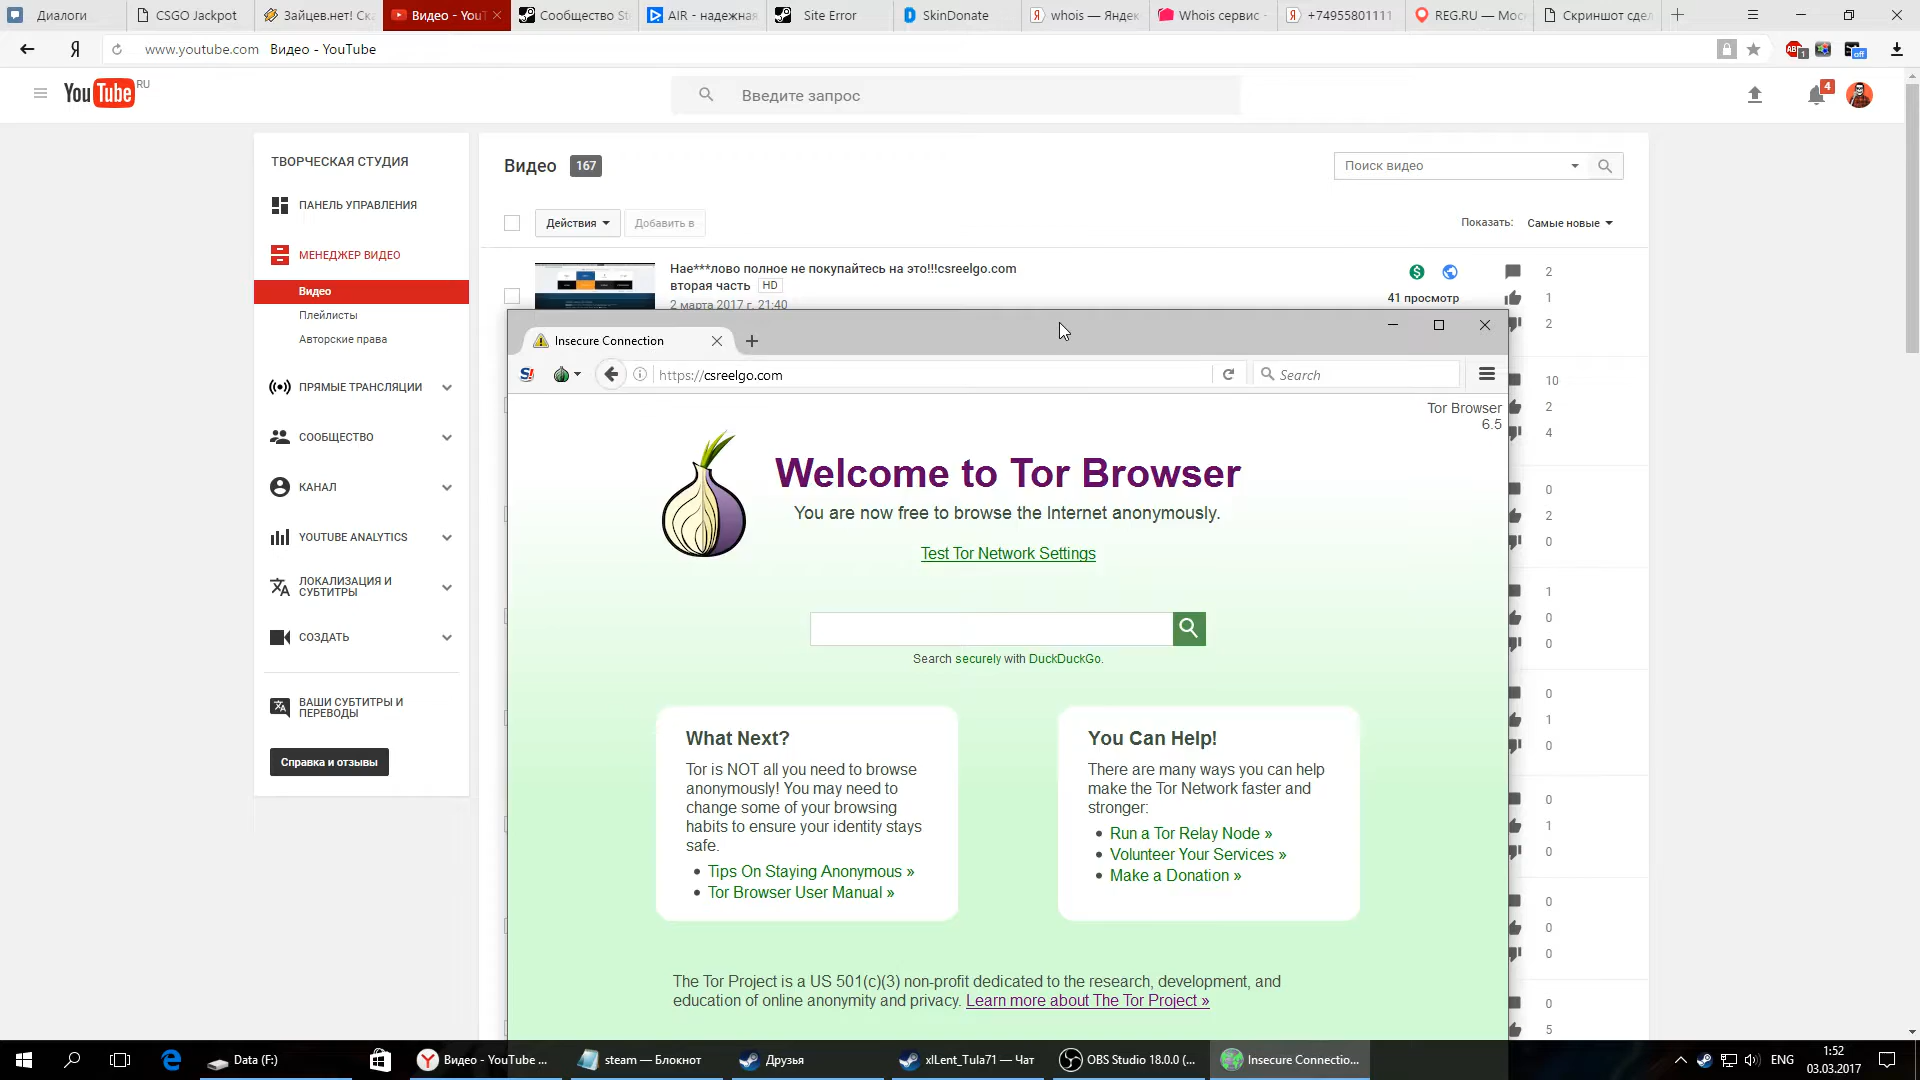 Диалоги
CSGO Jackpot
Зайцев.нет! Ска
Видео - YouT
Сообщество St
AIR - надежная
Site Error
SkinDonate
whois — Яндек
Whois сервис -
+74955801111
REG.RU — Мос
Скриншот сдел
www.youtube.com Видео - YouTube
ABP 1
off
YouTube RU
Введите запрос
4
ТВОРЧЕСКАЯ СТУДИЯ
ПАНЕЛЬ УПРАВЛЕНИЯ
МЕНЕДЖЕР ВИДЕО
Видео
Плейлисты
Авторские права
ПРЯМЫЕ ТРАНСЛЯЦИИ
СООБЩЕСТВО
КАНАЛ
YOUTUBE ANALYTICS
ЛОКАЛИЗАЦИЯ И
СУБТИТРЫ
СОЗДАТЬ
ВАШИ СУБТИТРЫ И
ПЕРЕВОДЫ
Справка и отзывы
Видео 167
Поиск видео
Действия
Добавить в
Показать: Самые новые
Нае***лово полное не покупайтесь на это!!!csreelgo.com
вторая часть HD
2 марта 2017 г. 21:40
41 просмотр
2
1
2
10
2
4
0
2
0
1
0
0
0
1
0
0
1
0
0
0
0
0
5
Insecure Connection
https://csreelgo.com
Search
Tor Browser
6.5
Welcome to Tor Browser
You are now free to browse the Internet anonymously.
Test Tor Network Settings
Search securely with DuckDuckGo.
What Next?
Tor is NOT all you need to browse
anonymously! You may need to
change some of your browsing
habits to ensure your identity stays
safe.
Tips On Staying Anonymous »
Tor Browser User Manual »
You Can Help!
There are many ways you can help
make the Tor Network faster and
stronger:
Run a Tor Relay Node »
Volunteer Your Services »
Make a Donation »
The Tor Project is a US 501(c)(3) non-profit dedicated to the research, development, and
education of online anonymity and privacy. Learn more about The Tor Project »
Data (F:)
Видео - YouTube ...
steam — Блокнот
Друзья
xlLent_Tula71 — Чат
OBS Studio 18.0.0 (...
Insecure Connectio...
ENG
1:52
03.03.2017